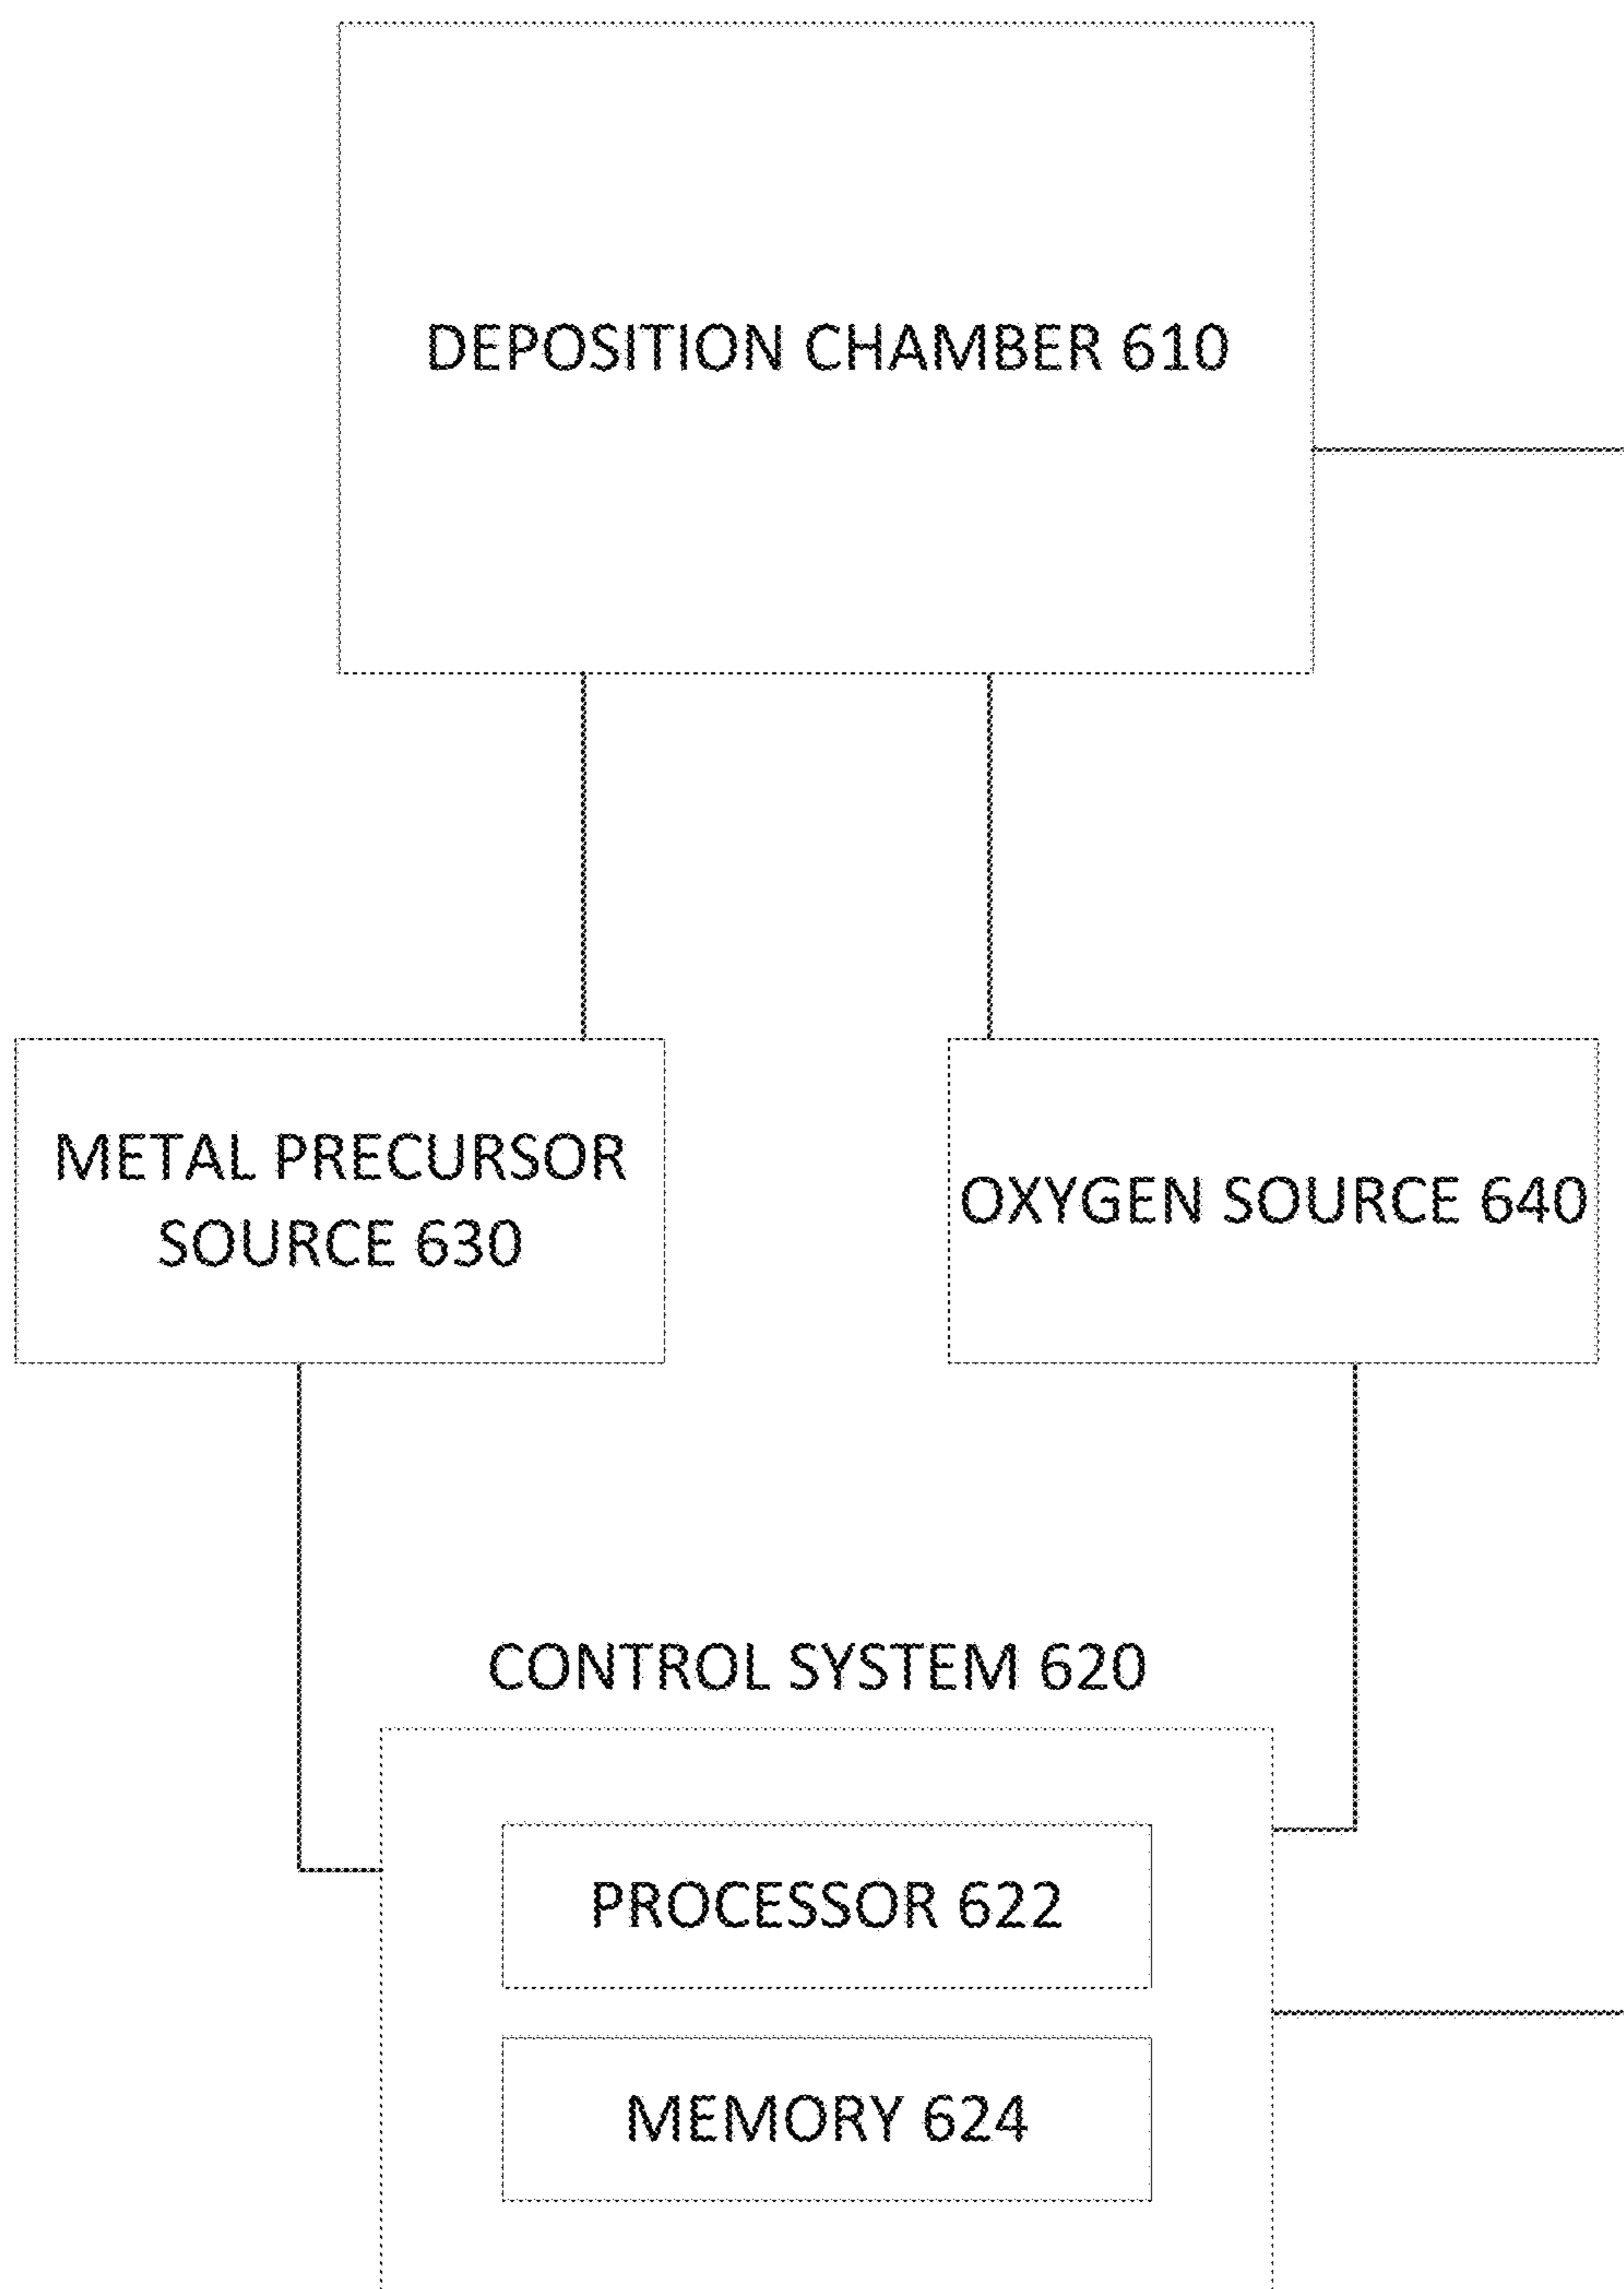 DEPOSITION CHAMBER 610
METAL PRECURSOR
SOURCE 630
OXYGEN SOURCE 640
CONTROL SYSTEM 620
PROCESSOR 622
MEMORY 624